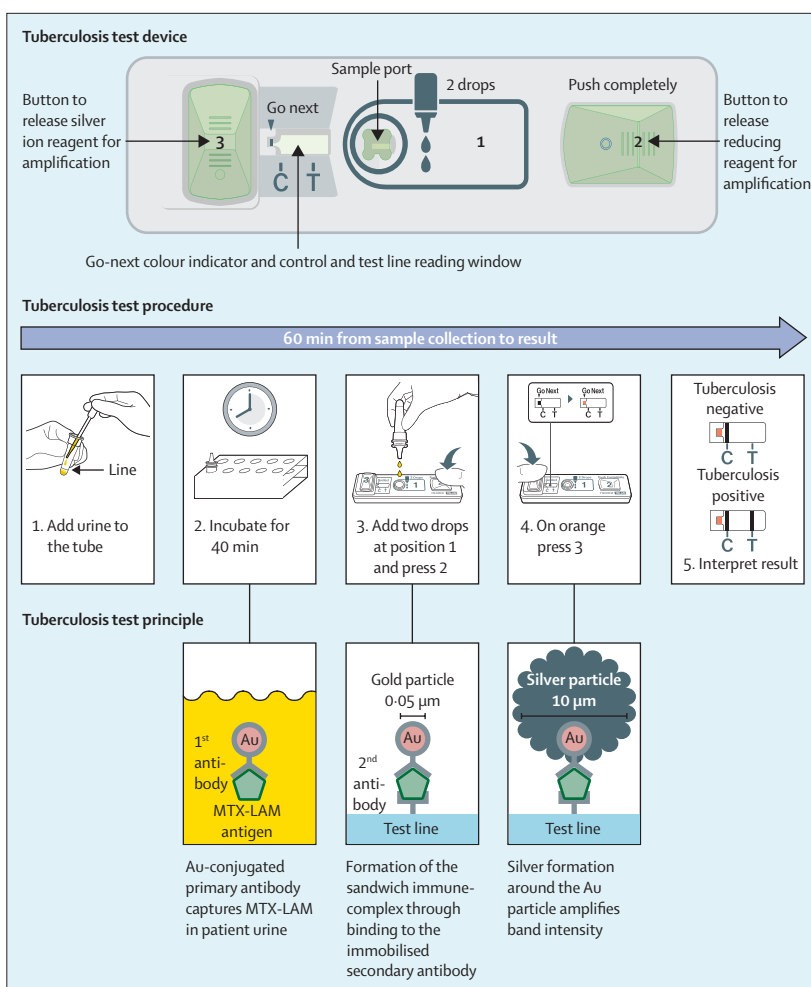 Tuberculosis test device
Button to
release silver
ion reagent for
amplification
3
Go next
C T
Sample port
2 drops
1
Push completely
2
Button to
release
reducing
reagent for
amplification
Go-next colour indicator and control and test line reading window
Tuberculosis test procedure
60 min from sample collection to result
Line
1. Add urine to
the tube
2. Incubate for
40 min
1
3. Add two drops
at position 1
and press 2
Go Next Go Next
C T C T
1
2
4. On orange
press 3
Tuberculosis
negative
C T
Tuberculosis
positive
C T
5. Interpret result
Tuberculosis test principle
1st
anti-
body
Au
MTX-LAM
antigen
Au-conjugated
primary antibody
captures MTX-LAM
in patient urine
Gold particle
0·05 µm
Au
2nd
anti-
body
Test line
Formation of the
sandwich immune-
complex through
binding to the
immobilised
secondary antibody
Silver particle
10 µm
Au
Test line
Silver formation
around the Au
particle amplifies
band intensity